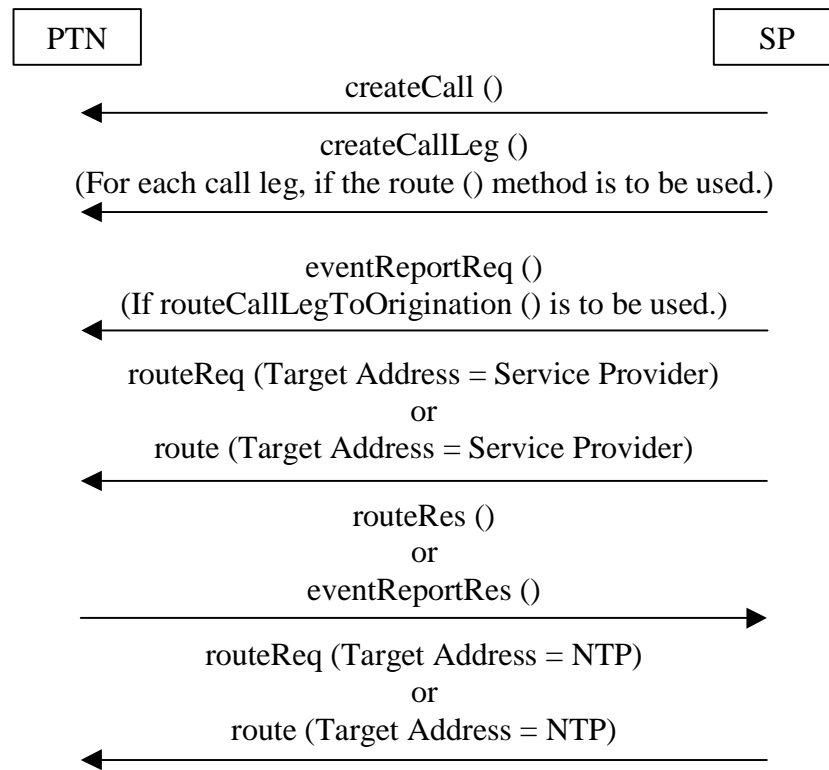 PTN
SP
createCall ()
createCallLeg ()
(For each call leg, if the route () method is to be used.)
eventReportReq ()
(If routeCallLegToOrigination () is to be used.)
routeReq (Target Address = Service Provider)
or
route (Target Address = Service Provider)
routeRes ()
or
eventReportRes ()
routeReq (Target Address = NTP)
or
route (Target Address = NTP)